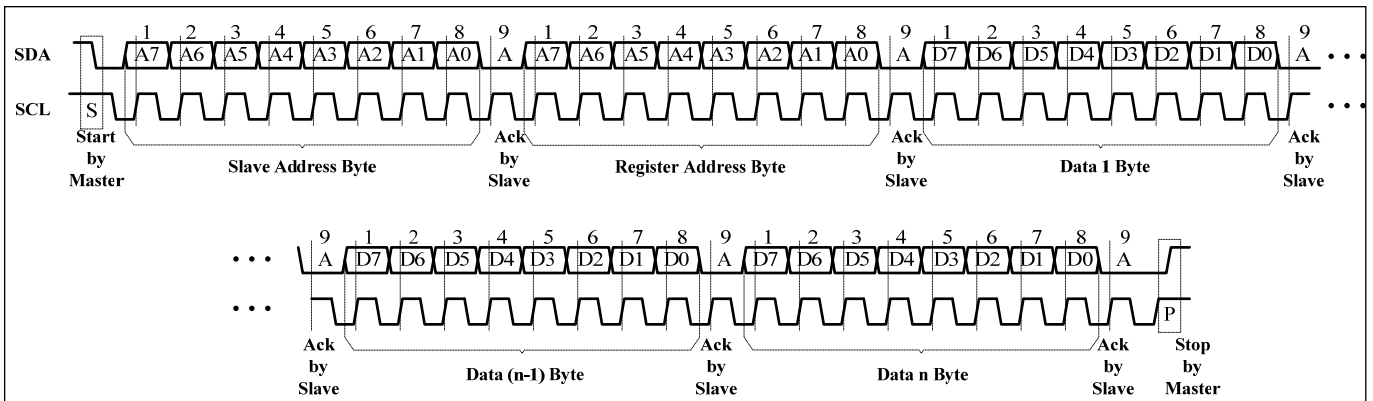 1 2 3 4 5 6 7 8 9 1 2 3 4 5 6 7 8 9 1 2 3 4 5 6 7 8 9
SDA A7 A6 A5 A4 A3 A2 A1 A0 A A7 A6 A5 A4 A3 A2 A1 A0 A D7 D6 D5 D4 D3 D2 D1 D0 A • • •
SCL S • • •
Start by Master
Slave Address Byte
Ack by Slave
Register Address Byte
Ack by Slave
Data 1 Byte
Ack by Slave
9 1 2 3 4 5 6 7 8 9 1 2 3 4 5 6 7 8 9
• • • A D7 D6 D5 D4 D3 D2 D1 D0 A D7 D6 D5 D4 D3 D2 D1 D0 A
• • • P
Ack by Slave
Data (n-1) Byte
Ack by Slave
Data n Byte
Ack by Slave
Stop by Master